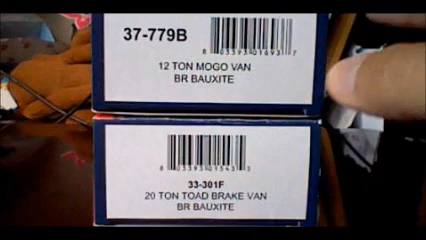 37-779B
12 TON MOGO VAN
BR BAUXITE
33-301F
20 TON TOAD BRAKE VAN
BR BAUXITE